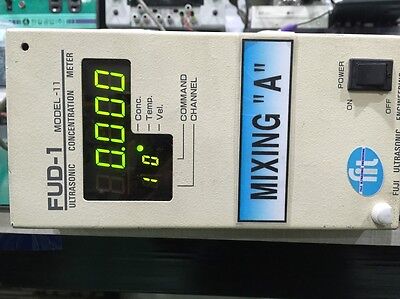 FUD-1 MODEL-11
ULTRASONIC CONCENTRATION METER
0.000
Conc.
Temp.
Vel.
10
COMMAND
CHANNEL
MIXING "A"
POWER
ON OFF
fit
FUJI ULTRASONIC ENGINEERING